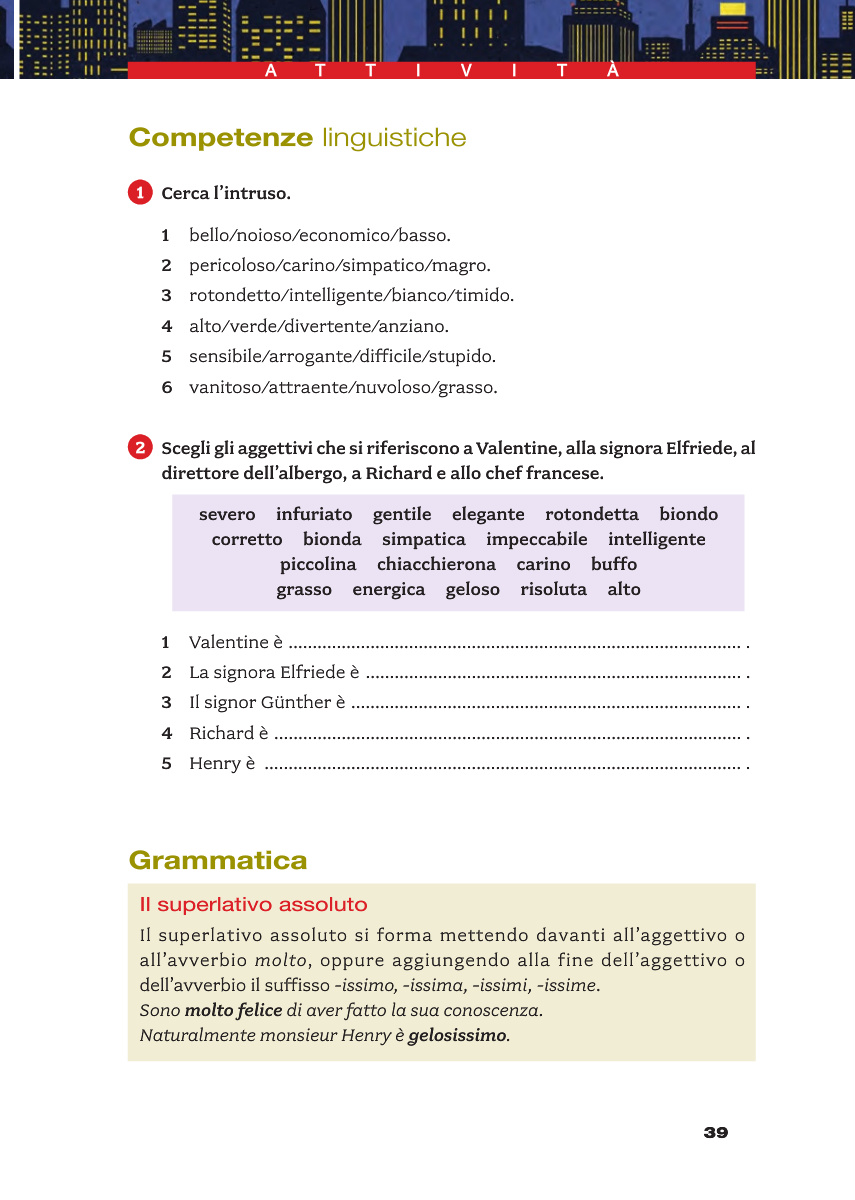 ATTIVITÀ
Competenze linguistiche
1 Cerca l'intruso.
1 bello/noioso/economico/basso.
2 pericoloso/carino/simpatico/magro.
3 rotondetto/intelligente/bianco/timido.
4 alto/verde/divertente/anziano.
5 sensibile/arrogante/difficile/stupido.
6 vanitoso/attraente/nuvoloso/grasso.
2 Scegli gli aggettivi che si riferiscono a Valentine, alla signora Elfriede, al
direttore dell'albergo, a Richard e allo chef francese.
severo infuriato gentile elegante rotondetta biondo
corretto bionda simpatica impeccabile intelligente
piccolina chiacchierona carino buffo
grasso energica geloso risoluta alto
1 Valentine è .............................................................................................. .
2 La signora Elfriede è .............................................................................. .
3 Il signor Günther è ................................................................................. .
4 Richard è ................................................................................................. .
5 Henry è ................................................................................................... .
Grammatica
Il superlativo assoluto
Il superlativo assoluto si forma mettendo davanti all'aggettivo o
all'avverbio molto, oppure aggiungendo alla fine dell'aggettivo o
dell'avverbio il suffisso -issimo, -issima, -issimi, -issime.
Sono molto felice di aver fatto la sua conoscenza.
Naturalmente monsieur Henry è gelosissimo.
39